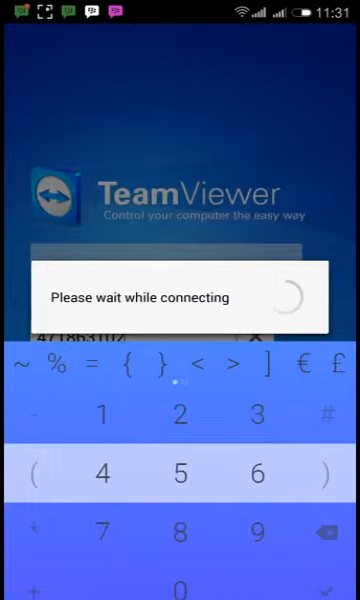 11:31
TeamViewer
Control your computer the easy way
Please wait while connecting
471863102
~ % = { } < > ] € £
- 1 2 3 #
( 4 5 6 )
* 7 8 9
+ 0